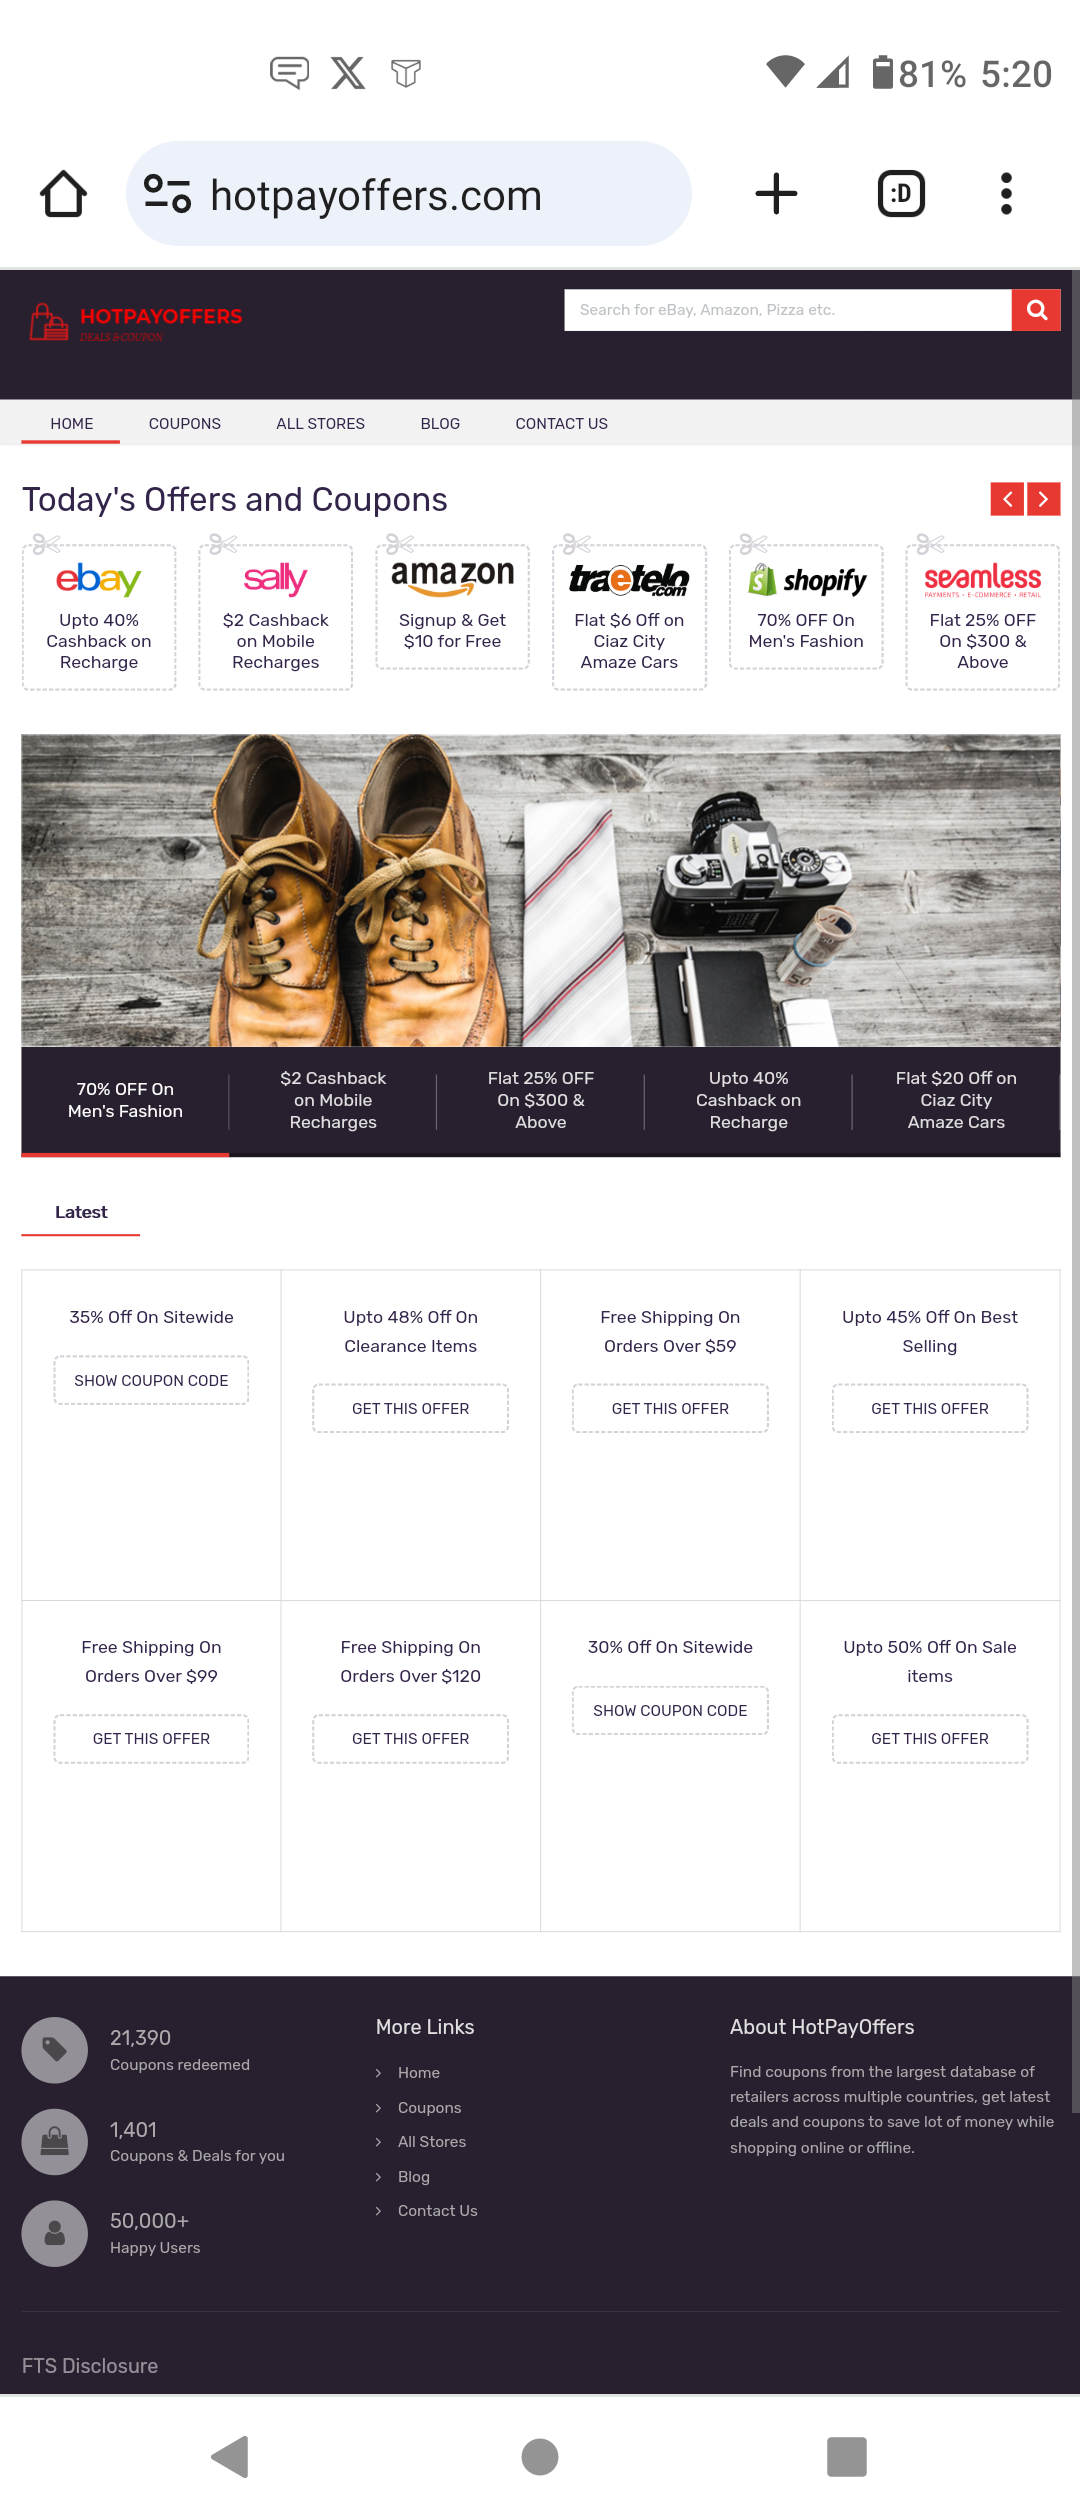 81% 5:20
hotpayoffers.com
:D
HOTPAYOFFERS
DEALS & COUPON
Search for eBay, Amazon, Pizza etc.
HOME COUPONS ALL STORES BLOG CONTACT US
Today's Offers and Coupons
ebay
Upto 40%
Cashback on
Recharge
sally
$2 Cashback
on Mobile
Recharges
amazon
Signup & Get
$10 for Free
traetelo
.com
Flat $6 Off on
Ciaz City
Amaze Cars
shopify
70% OFF On
Men's Fashion
seamless
PAYMENTS • E-COMMERCE • RETAIL
Flat 25% OFF
On $300 &
Above
50
70% OFF On
Men's Fashion
$2 Cashback
on Mobile
Recharges
Flat 25% OFF
On $300 &
Above
Upto 40%
Cashback on
Recharge
Flat $20 Off on
Ciaz City
Amaze Cars
Latest
35% Off On Sitewide
SHOW COUPON CODE
Upto 48% Off On
Clearance Items
GET THIS OFFER
Free Shipping On
Orders Over $59
GET THIS OFFER
Upto 45% Off On Best
Selling
GET THIS OFFER
Free Shipping On
Orders Over $99
GET THIS OFFER
Free Shipping On
Orders Over $120
GET THIS OFFER
30% Off On Sitewide
SHOW COUPON CODE
Upto 50% Off On Sale
items
GET THIS OFFER
21,390
Coupons redeemed
1,401
Coupons & Deals for you
50,000+
Happy Users
More Links
Home
Coupons
All Stores
Blog
Contact Us
About HotPayOffers
Find coupons from the largest database of
retailers across multiple countries, get latest
deals and coupons to save lot of money while
shopping online or offline.
FTS Disclosure